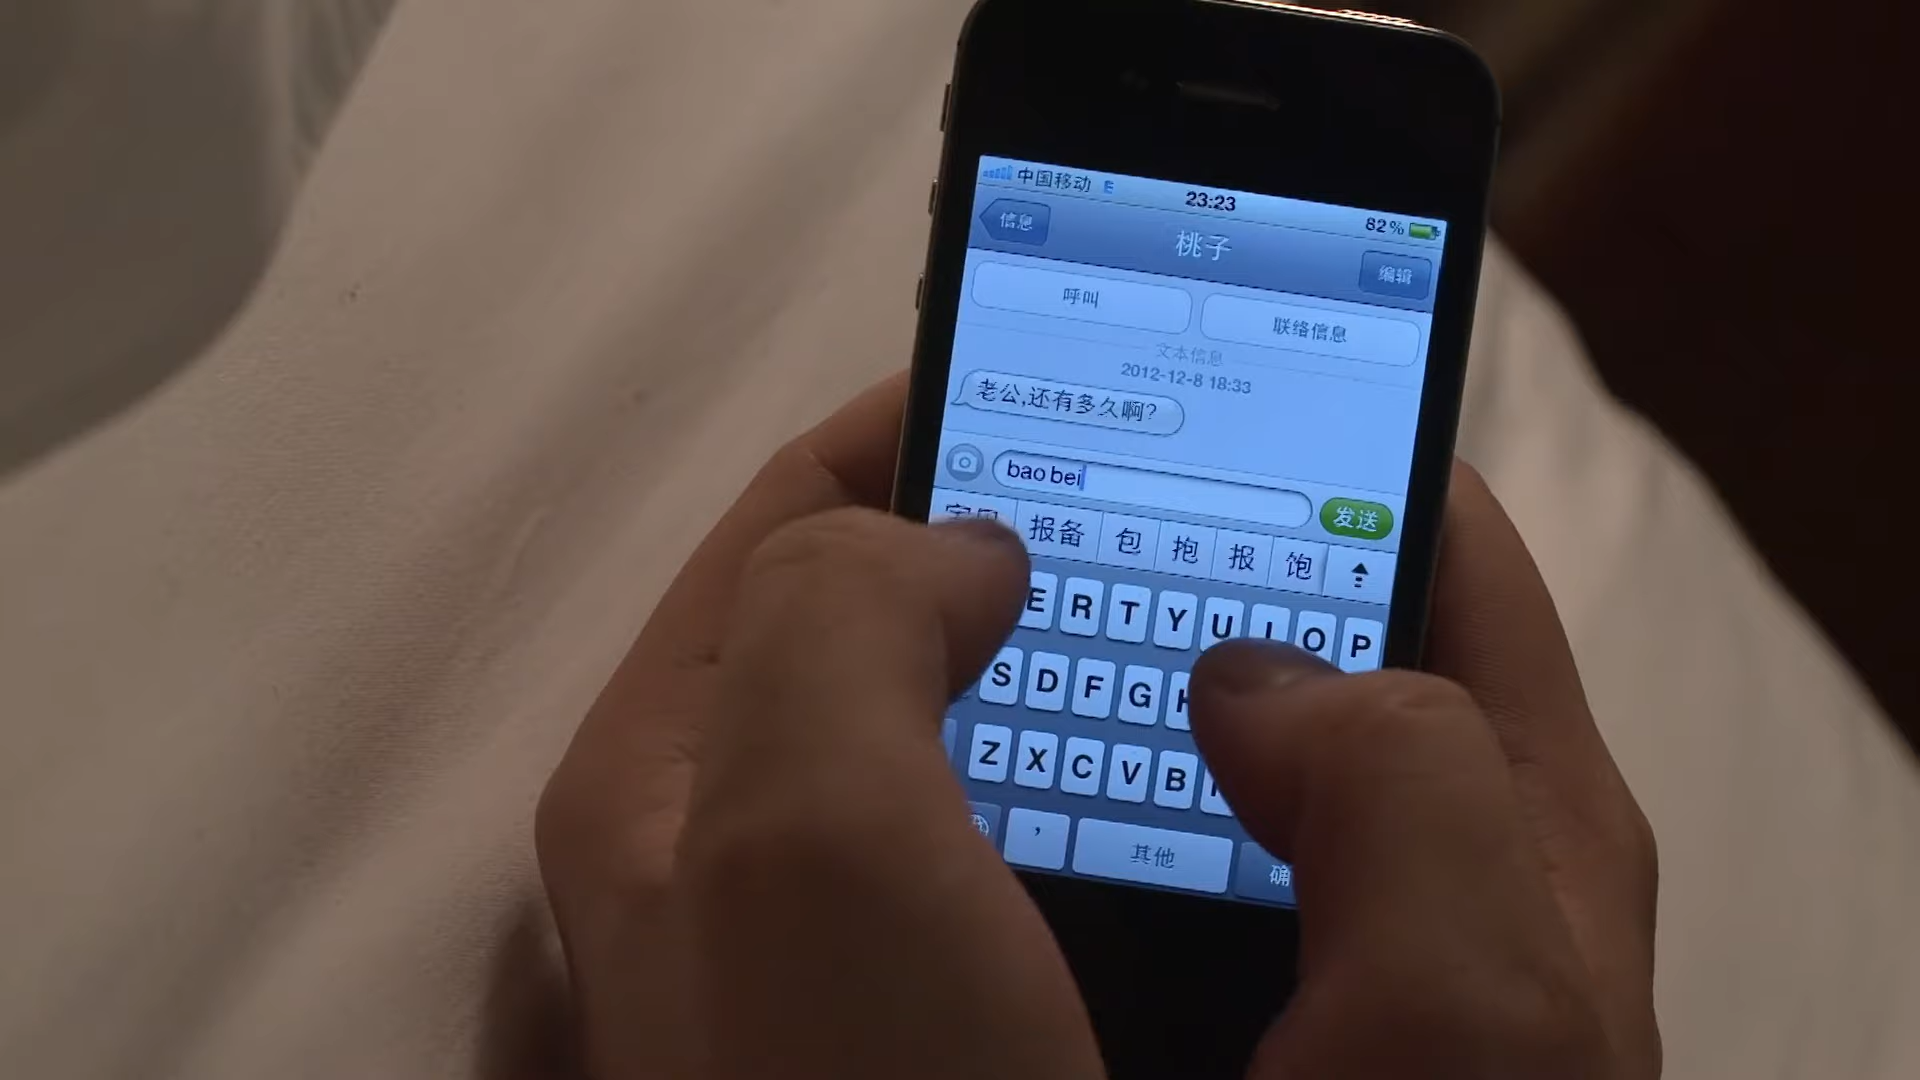 中国移动 E 23:23 82%
信息 桃子 编辑
呼叫 联络信息
文本信息
2012-12-8 18:33
老公,还有多久啊?
bao bei 发送
报备 包 抱 报 饱
E R T Y U I O P
S D F G H
Z X C V B
, 其他 确